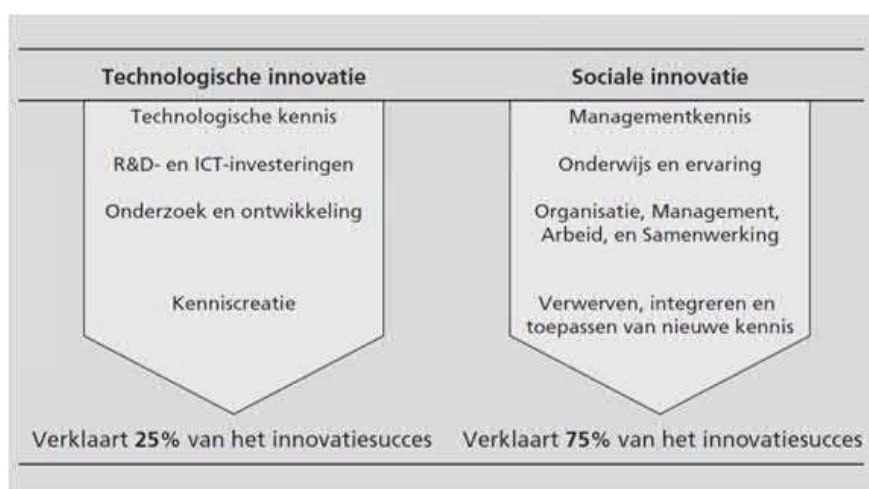 Technologische innovatie
Technologische kennis
R&D- en ICT-investeringen
Onderzoek en ontwikkeling
Kenniscreatie
Verklaart 25% van het innovatiesucces
Sociale innovatie
Managementkennis
Onderwijs en ervaring
Organisatie, Management,
Arbeid, en Samenwerking
Verwerven, integreren en
toepassen van nieuwe kennis
Verklaart 75% van het innovatiesucces